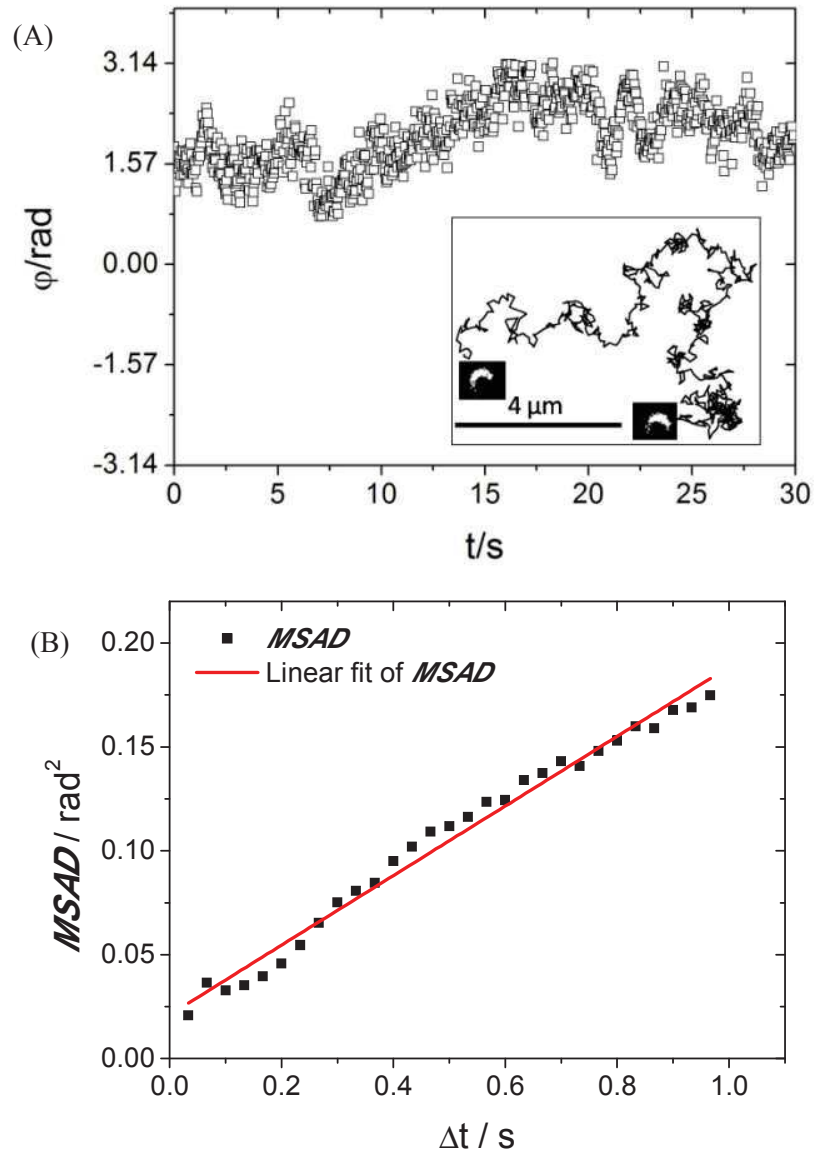 (A)
3.14
1.57
0.00
-1.57
-3.14
φ/rad
4 μm
0 5 10 15 20 25 30
t/s
(B)
0.20
0.15
0.10
0.05
0.00
MSAD / rad²
MSAD
Linear fit of MSAD
0.0 0.2 0.4 0.6 0.8 1.0
Δt / s